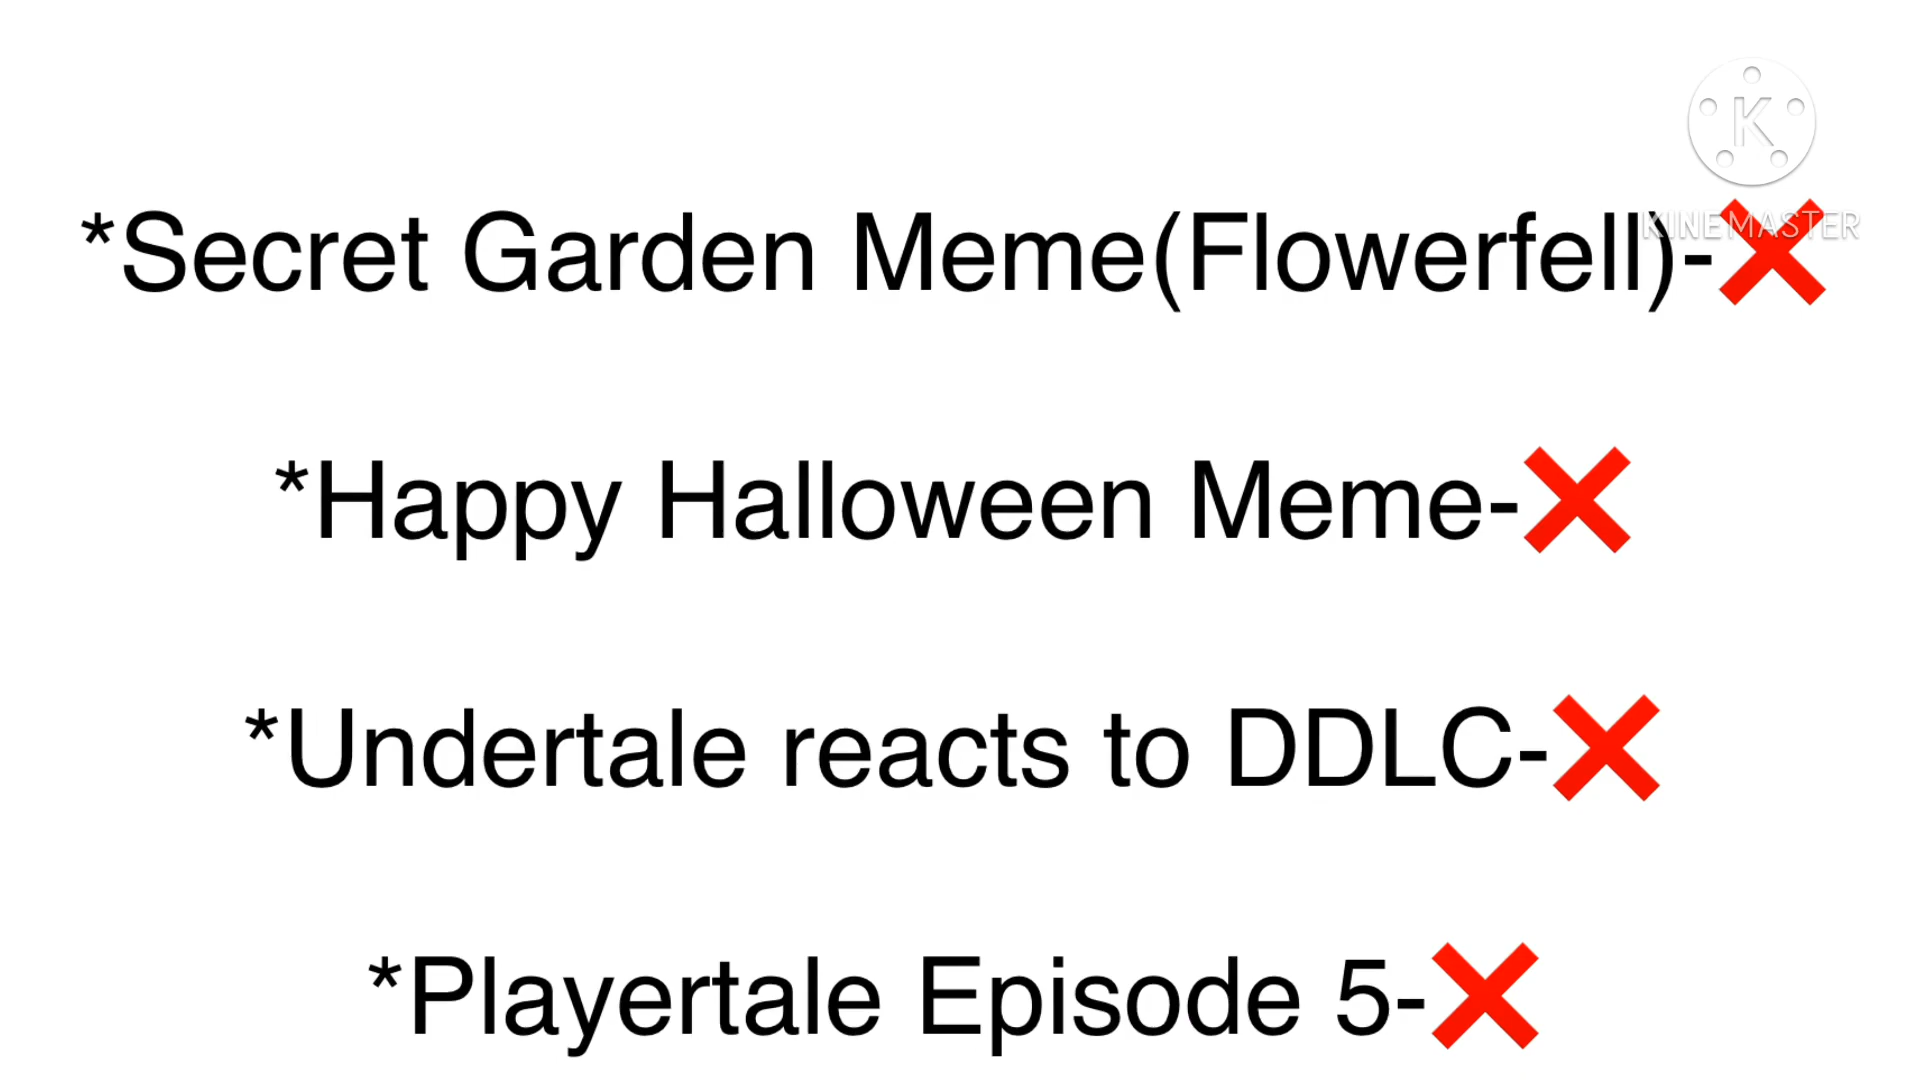 K
KINEMASTER
*Secret Garden Meme(Flowerfell)-❌
*Happy Halloween Meme-❌
*Undertale reacts to DDLC-❌
*Playertale Episode 5-❌